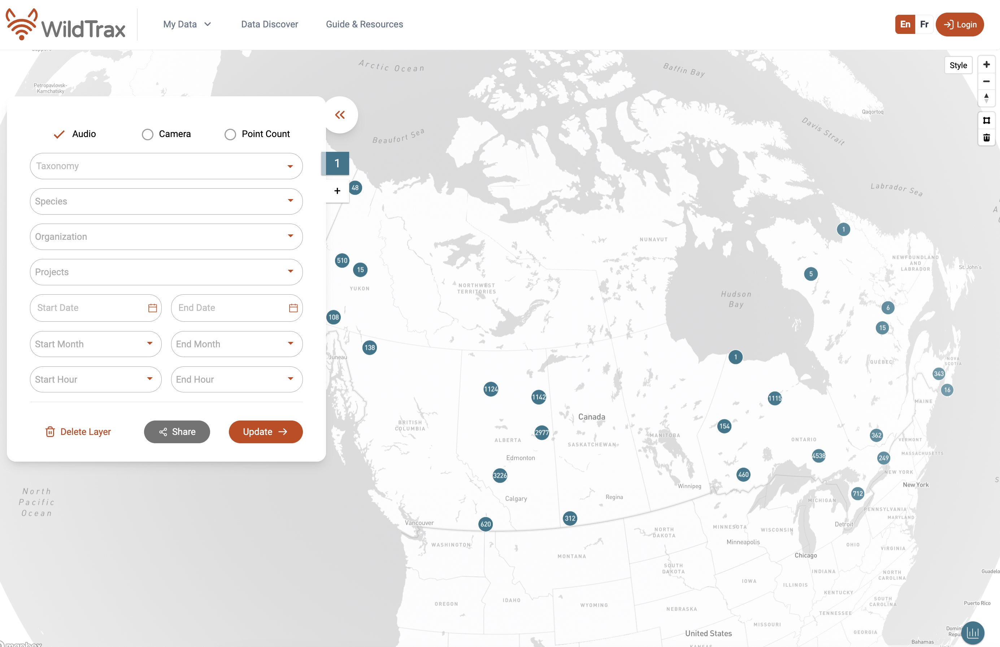 WildTrax
My Data
Data Discover
Guide & Resources
En
Fr
Login
Arctic Ocean
Baffin Bay
Style
Petropavlovsk-
Kamchatsky
Qaqortoq
Davis Strait
Beaufort Sea
Labrador Sea
Audio
Camera
Point Count
Taxonomy
Species
Organization
Projects
Start Date
End Date
Start Month
End Month
Start Hour
End Hour
Delete Layer
Share
Update
1
+
48
510
15
YUKON
108
138
Juneau
NORTHWEST
TERRITORIES
NUNAVUT
Hudson
Bay
1
5
6
15
NEWFOUNDLAND
AND
LABRADOR
St. John's
QUÉBEC
NOVA
SCOTIA
343
16
MAINE
1
1124
1142
1115
Canada
BRITISH
COLUMBIA
2977
154
ALBERTA
SASKATCHEWAN
MANITOBA
ONTARIO
362
VERMONT
MASSACHUSETTS
Edmonton
4538
249
3226
460
NEW YORK
New York
Winnipeg
712
Calgary
Regina
MICHIGAN
PENNSYLVANIA
MARYLAND
North
Pacific
Ocean
Vancouver
620
312
Detroit
NORTH
DAKOTA
MINNESOTA
WISCONSIN
Minneapolis
WASHINGTON
OHIO
VIRGINIA
MONTANA
Chicago
SOUTH
DAKOTA
INDIANA
NORTH
CAROLINA
Guadelo
IOWA
ILLINOIS
KENTUCKY
OREGON
IDAHO
WYOMING
NEBRASKA
SOUTH
CAROLINA
Puerto Rico
TENNESSEE
MISSOURI
United States
GEORGIA
Domini
Repu
Bahamas
KANSAS
mapbox